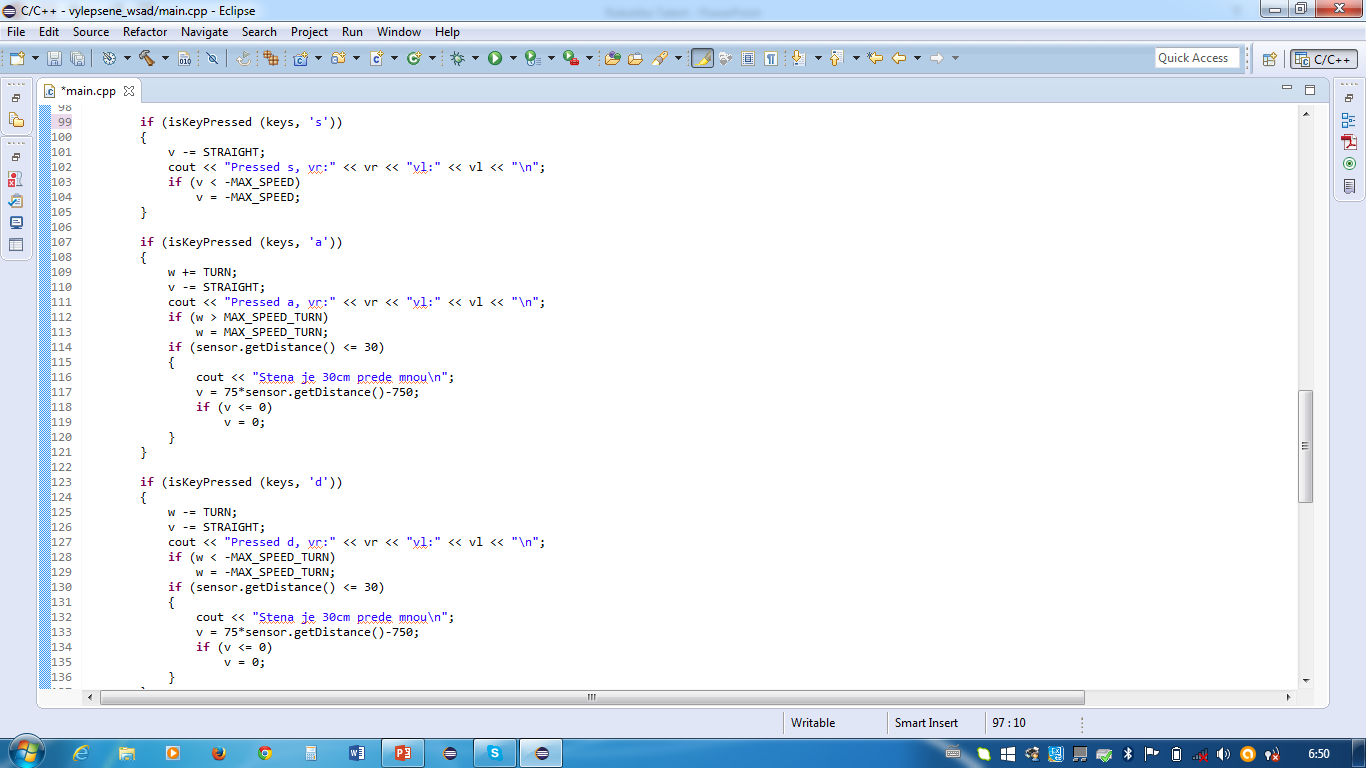 C/C++ - vylepsene_wsad/main.cpp - Eclipse
File Edit Source Refactor Navigate Search Project Run Window Help
Quick Access
C/C++
*main.cpp
98
99 if (isKeyPressed (keys, 's'))
100 {
101 v -= STRAIGHT;
102 cout << "Pressed s, vr:" << vr << "vl:" << vl << "\n";
103 if (v < -MAX_SPEED)
104 v = -MAX_SPEED;
105 }
106
107 if (isKeyPressed (keys, 'a'))
108 {
109 w += TURN;
110 v -= STRAIGHT;
111 cout << "Pressed a, vr:" << vr << "vl:" << vl << "\n";
112 if (w > MAX_SPEED_TURN)
113 w = MAX_SPEED_TURN;
114 if (sensor.getDistance() <= 30)
115 {
116 cout << "Stena je 30cm prede mnou\n";
117 v = 75*sensor.getDistance()-750;
118 if (v <= 0)
119 v = 0;
120 }
121 }
122
123 if (isKeyPressed (keys, 'd'))
124 {
125 w -= TURN;
126 v -= STRAIGHT;
127 cout << "Pressed d, vr:" << vr << "vl:" << vl << "\n";
128 if (w < -MAX_SPEED_TURN)
129 w = -MAX_SPEED_TURN;
130 if (sensor.getDistance() <= 30)
131 {
132 cout << "Stena je 30cm prede mnou\n";
133 v = 75*sensor.getDistance()-750;
134 if (v <= 0)
135 v = 0;
136 }
Writable Smart Insert 97 : 10
6:50